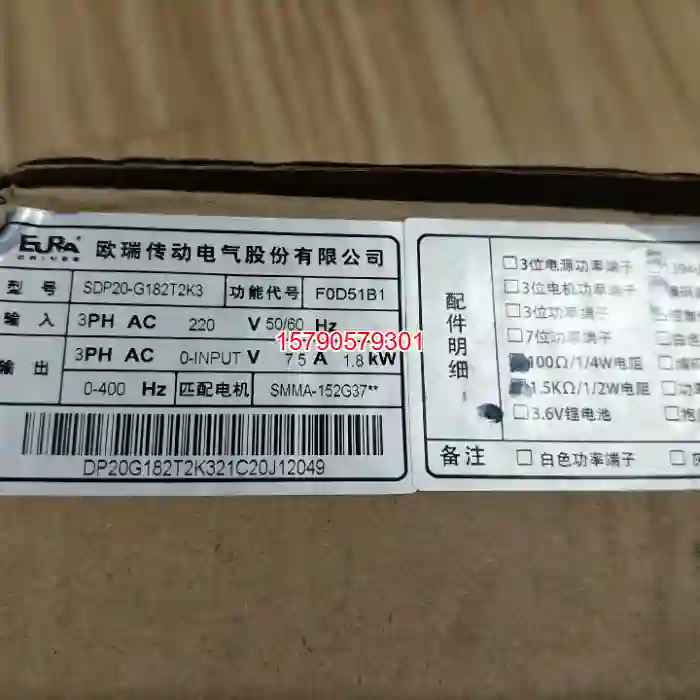 EURA
DRIVES
欧瑞传动电气股份有限公司
型号 SDP20-G182T2K3 功能代号 F0D51B1
输入 3PH AC 220 V 50/60 Hz
输出 3PH AC 0-INPUT V 7.5 A 1.8 kW
0-400 Hz 匹配电机 SMMA-152G37**
DP20G182T2K321C20J12049
15790579301
配件明细
3位电源功率端子
3位电机功率端子
3位功率端子
7位功率端子
100Ω/1/4W电阻
1.5KΩ/1/2W电阻
3.6V锂电池
1394
白色
备注 白色功率端子